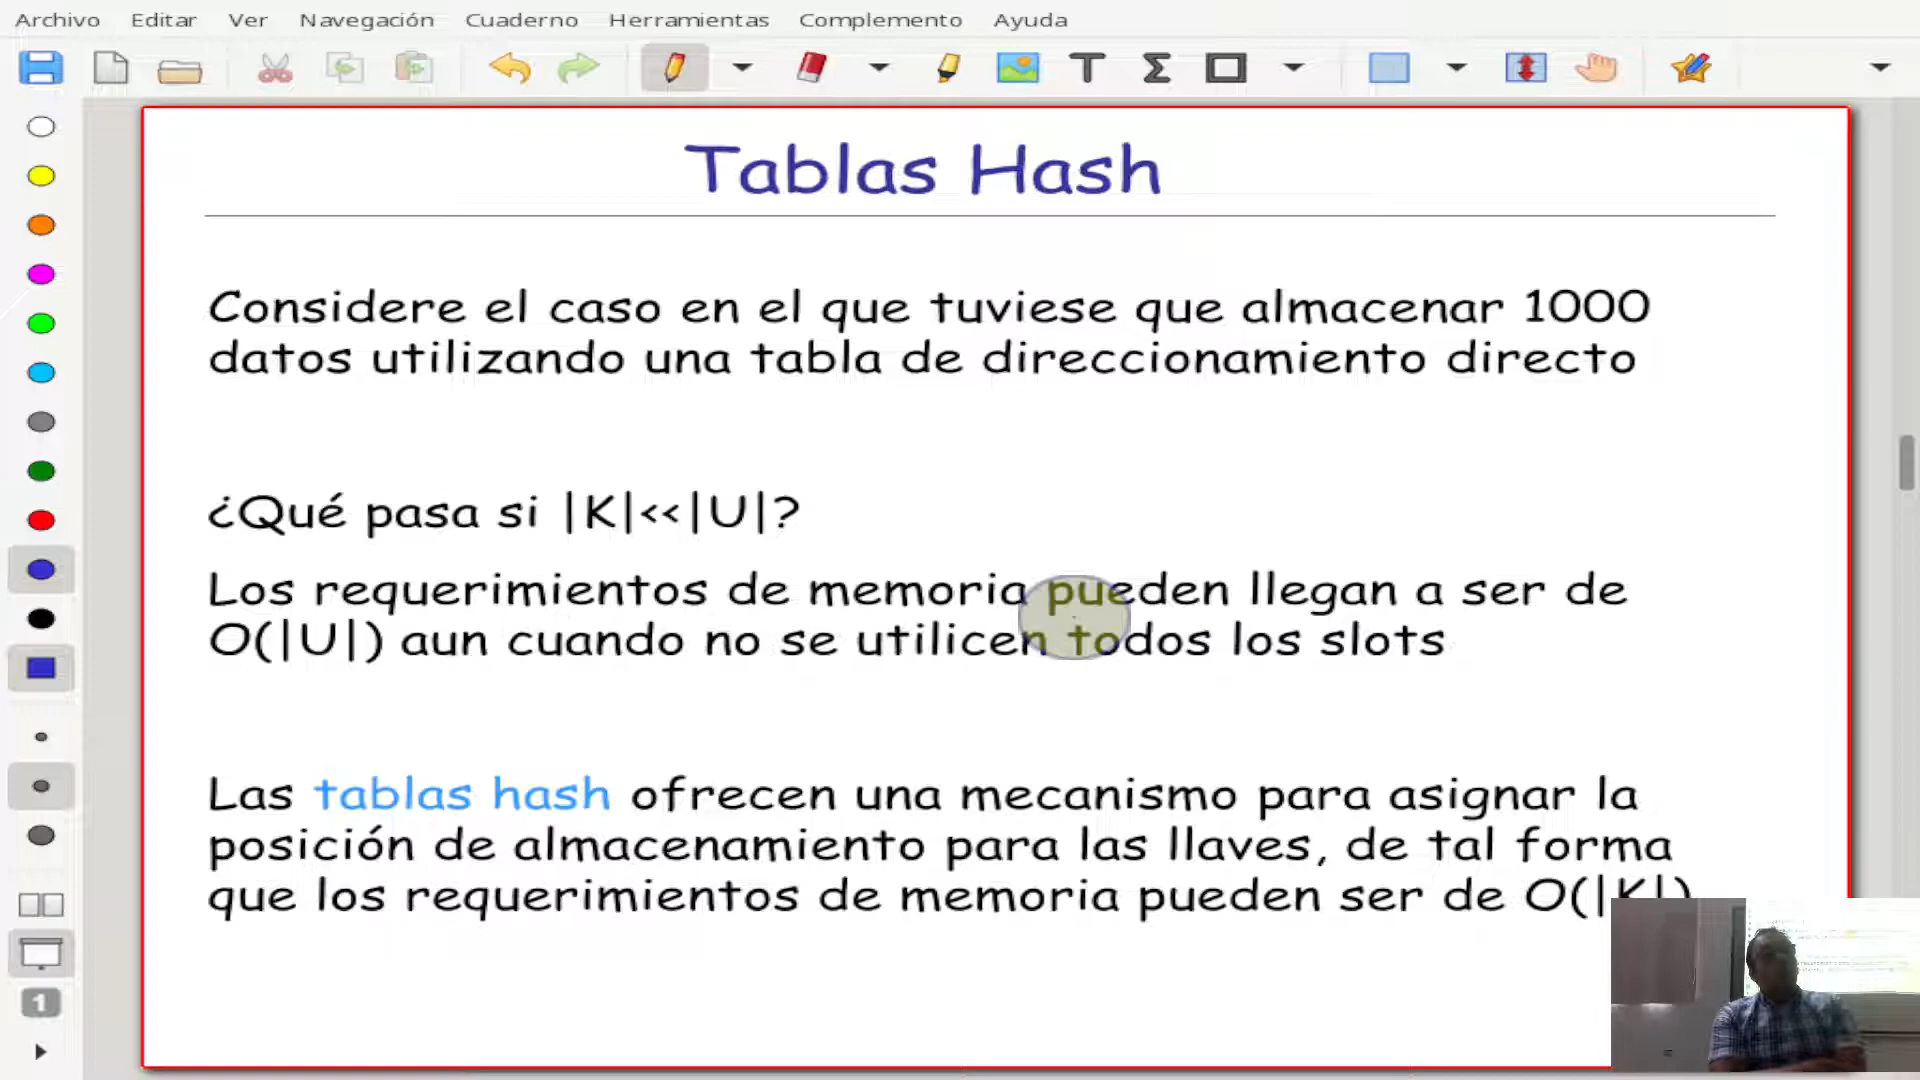 Archivo Editar Ver Navegación Cuaderno Herramientas Complemento Ayuda
Tablas Hash
Considere el caso en el que tuviese que almacenar 1000
datos utilizando una tabla de direccionamiento directo
¿Qué pasa si |K|<<|U|?
Los requerimientos de memoria pueden llegan a ser de
O(|U|) aun cuando no se utilicen todos los slots
Las tablas hash ofrecen una mecanismo para asignar la
posición de almacenamiento para las llaves, de tal forma
que los requerimientos de memoria pueden ser de O(|K|)
1